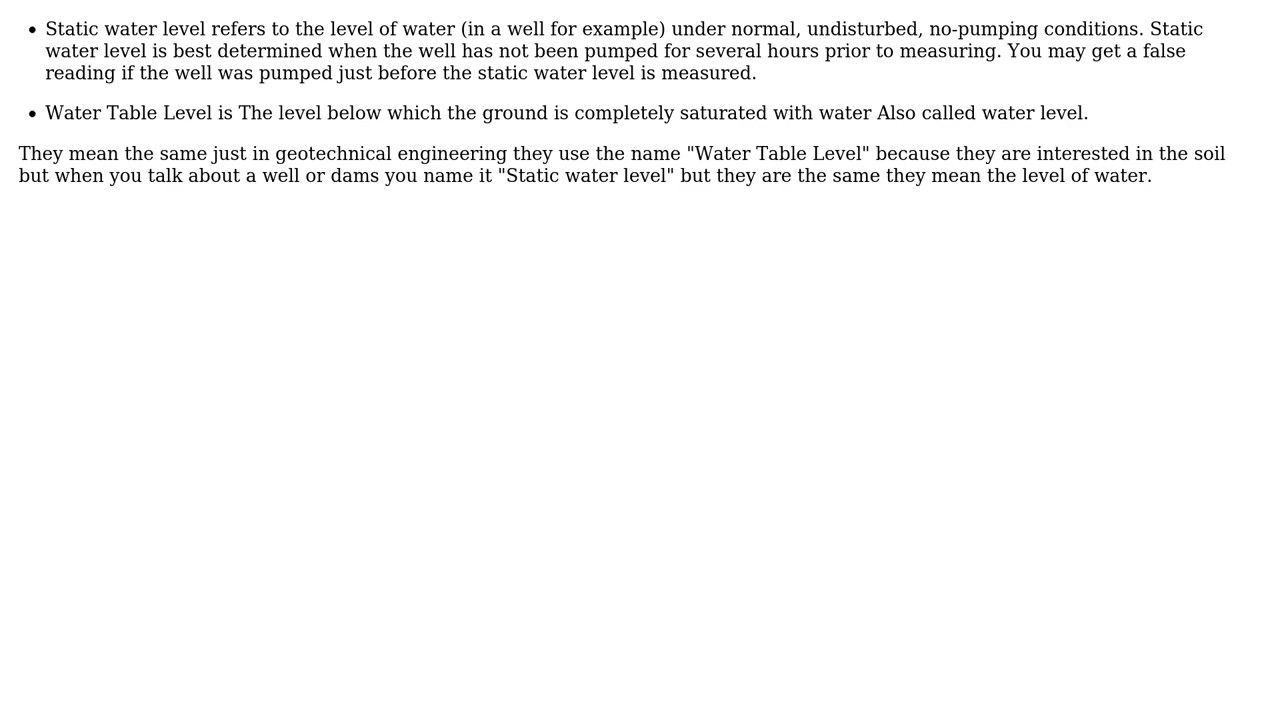 • Static water level refers to the level of water (in a well for example) under normal, undisturbed, no-pumping conditions. Static
water level is best determined when the well has not been pumped for several hours prior to measuring. You may get a false
reading if the well was pumped just before the static water level is measured.
• Water Table Level is The level below which the ground is completely saturated with water Also called water level.
They mean the same just in geotechnical engineering they use the name "Water Table Level" because they are interested in the soil
but when you talk about a well or dams you name it "Static water level" but they are the same they mean the level of water.